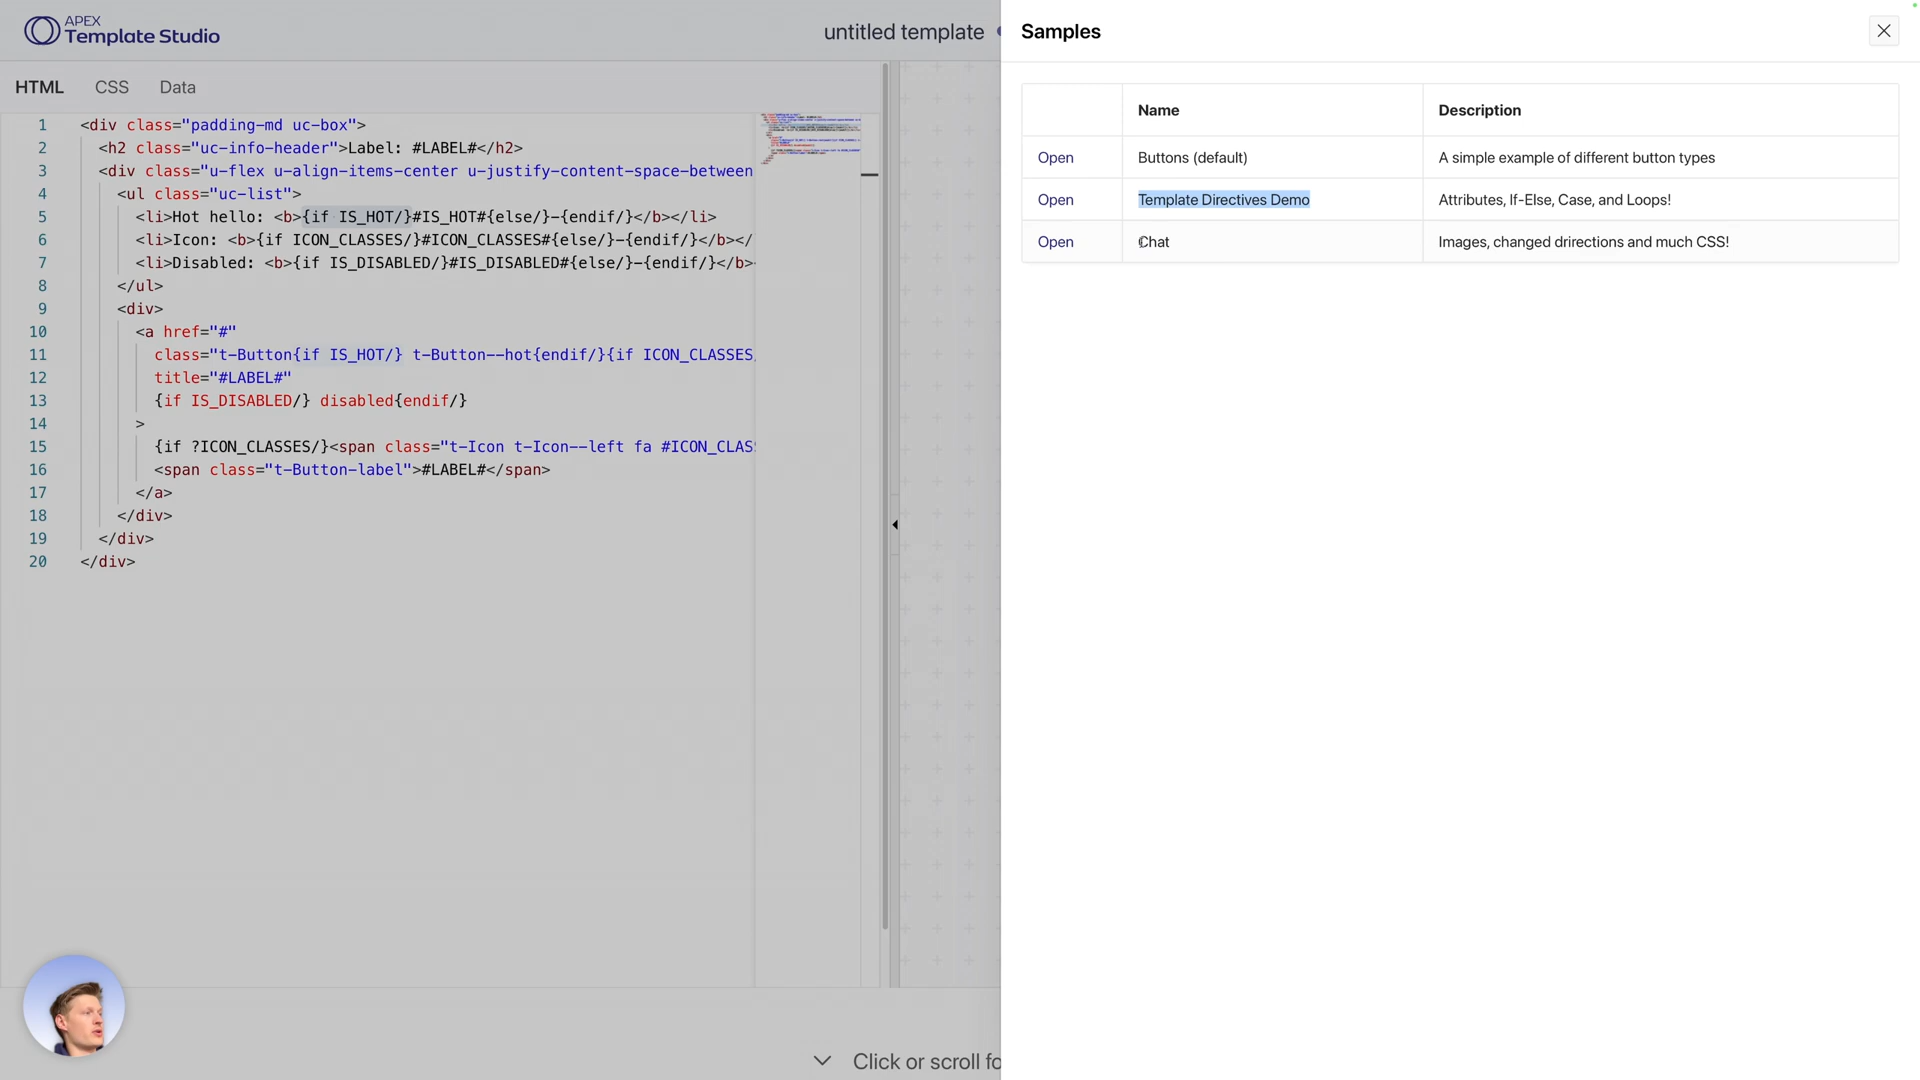 APEX
Template Studio
untitled template
HTML CSS Data
1 <div class="padding-md uc-box">
2 <h2 class="uc-info-header">Label: #LABEL#</h2>
3 <div class="u-flex u-align-items-center u-justify-content-space-between
4 <ul class="uc-list">
5 <li>Hot hello: <b>{if IS_HOT/}#IS_HOT#{else/}-{endif/}</b></li>
6 <li>Icon: <b>{if ICON_CLASSES/}#ICON_CLASSES#{else/}-{endif/}</b></
7 <li>Disabled: <b>{if IS_DISABLED/}#IS_DISABLED#{else/}-{endif/}</b>
8 </ul>
9 <div>
10 <a href="#"
11 class="t-Button{if IS_HOT/} t-Button--hot{endif/}{if ICON_CLASSES
12 title="#LABEL#"
13 {if IS_DISABLED/} disabled{endif/}
14 >
15 {if ?ICON_CLASSES/}<span class="t-Icon t-Icon--left fa #ICON_CLAS
16 <span class="t-Button-label">#LABEL#</span>
17 </a>
18 </div>
19 </div>
20 </div>
Click or scroll fo
Samples
Name Description
Open Buttons (default) A simple example of different button types
Open Template Directives Demo Attributes, If-Else, Case, and Loops!
Open Chat Images, changed drirections and much CSS!